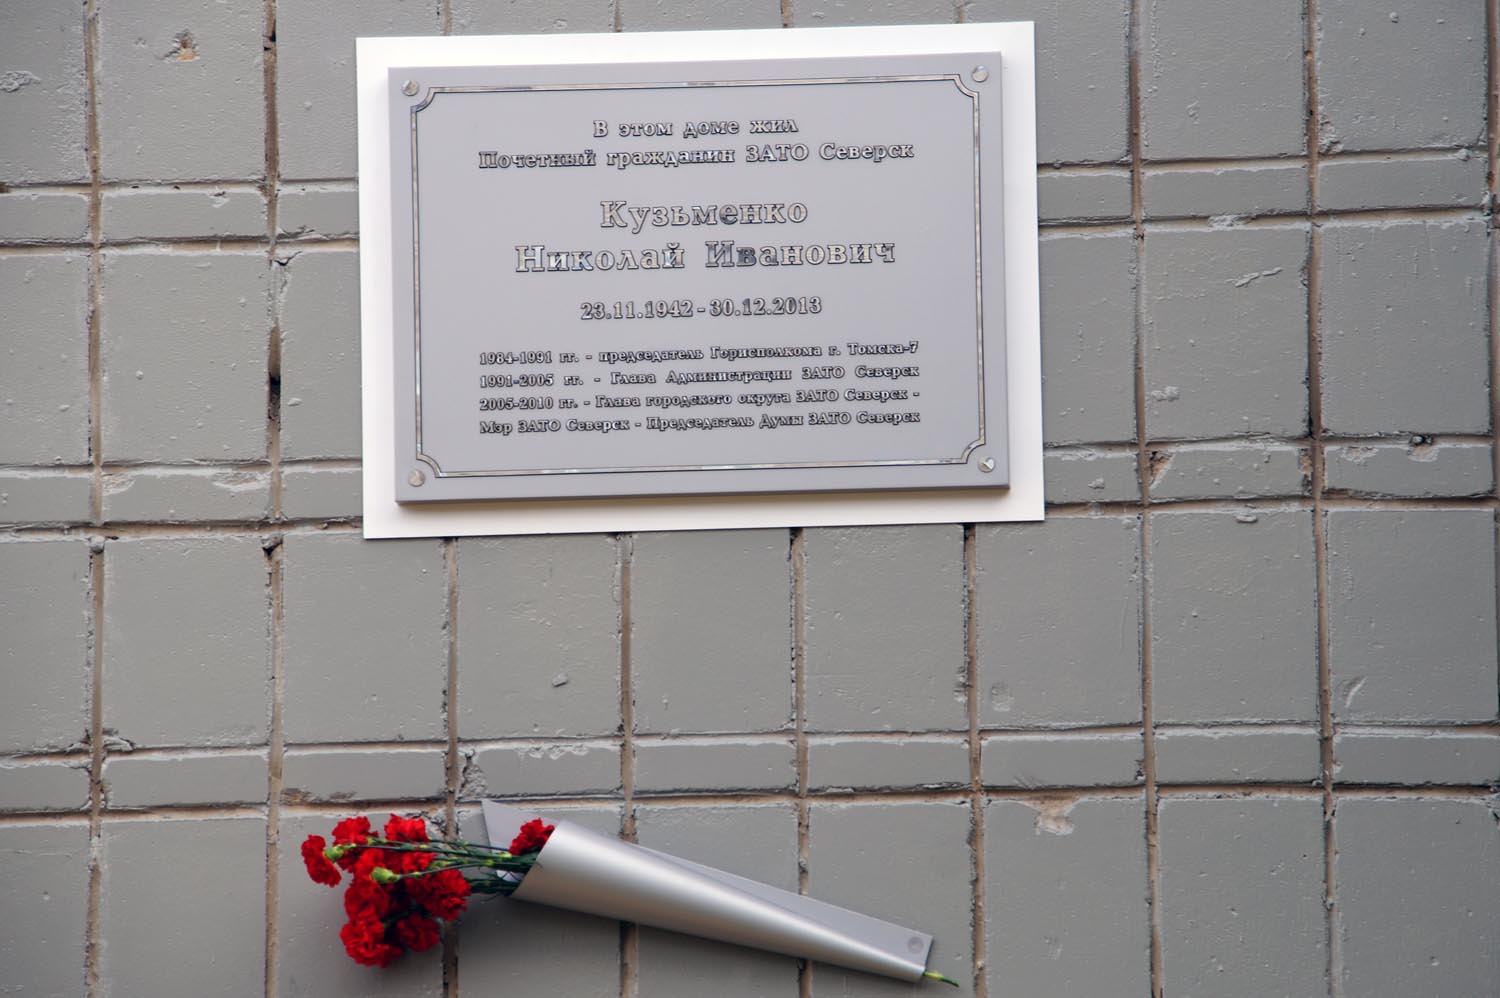 В этом доме жил
Почетный гражданин ЗАТО Северск
Кузьменко
Николай Иванович
23.11.1942 - 30.12.2013
1984-1991 гг. - председатель Горисполкома г. Томска-7
1991-2005 гг. - Глава Администрации ЗАТО Северск
2005-2010 гг. - Глава городского округа ЗАТО Северск -
Мэр ЗАТО Северск - Председатель Думы ЗАТО Северск